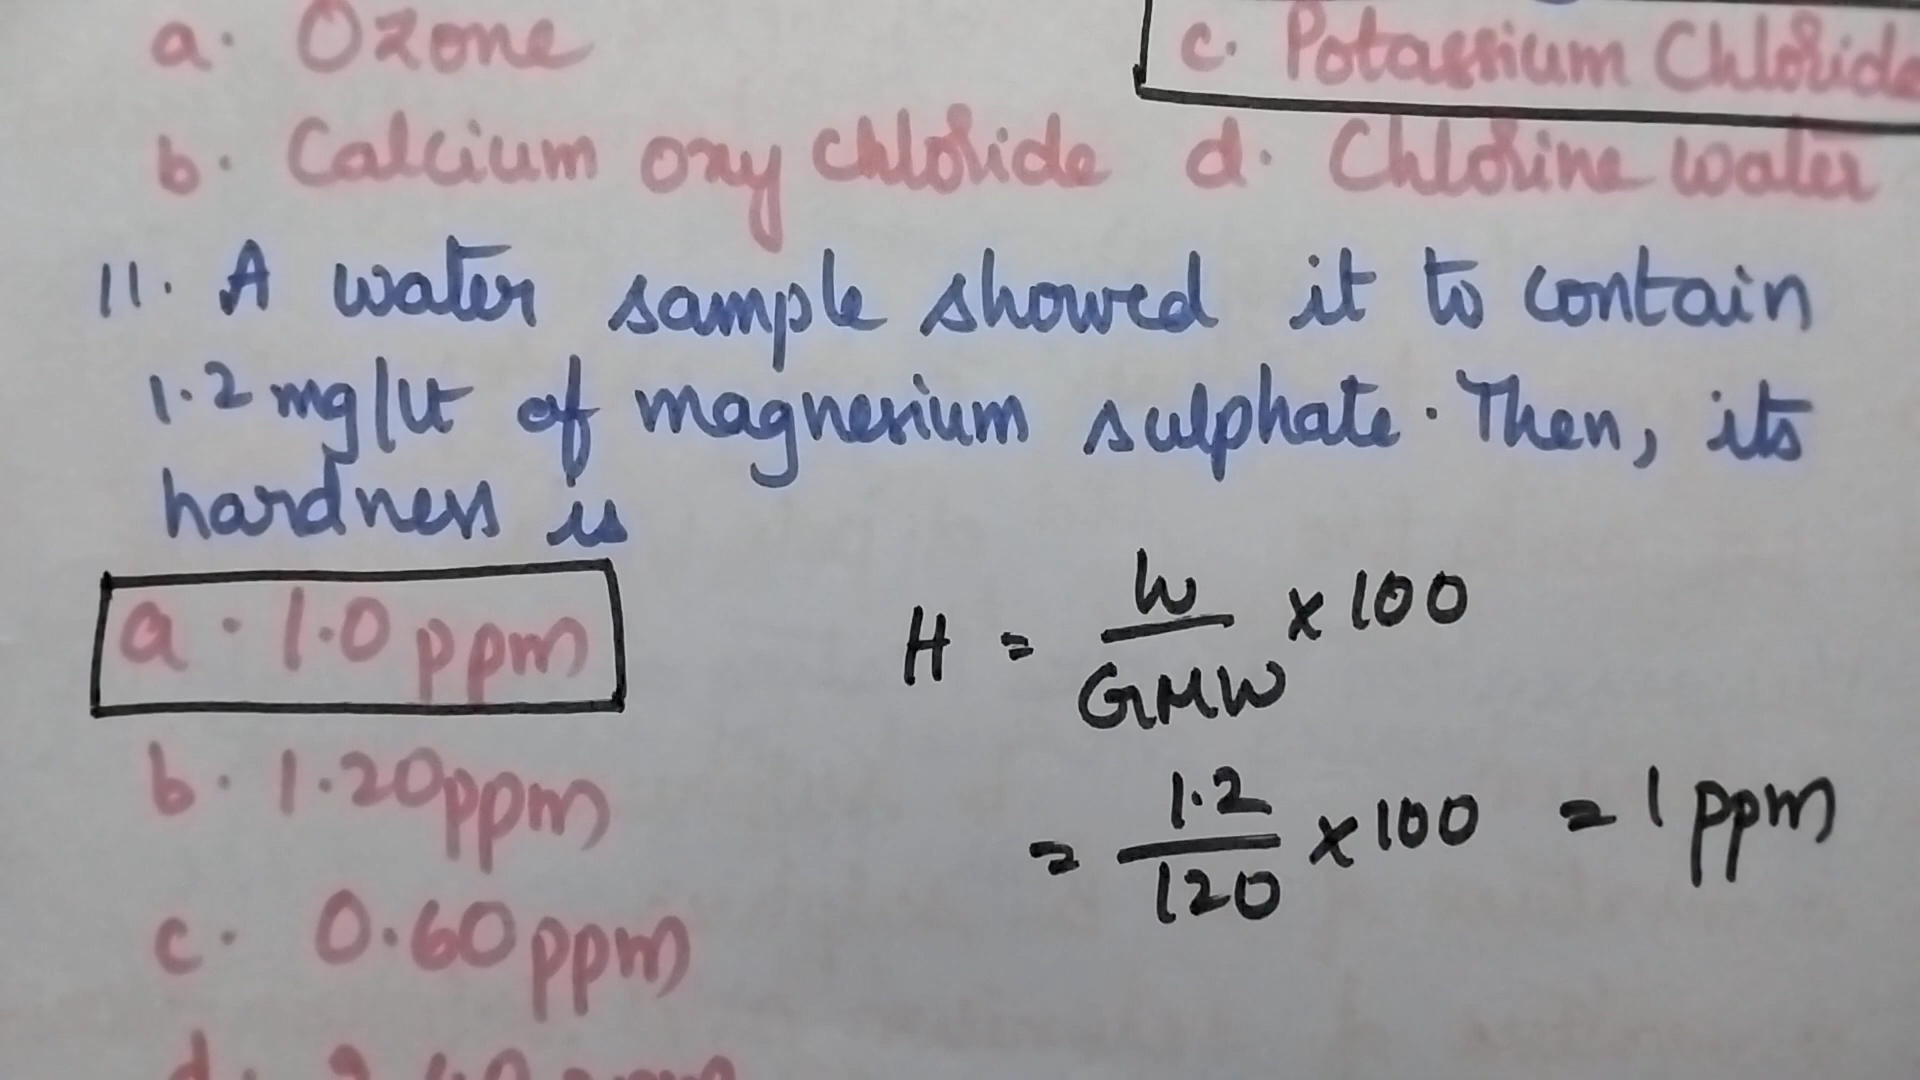 a. Ozone
c. Potassium Chloride
b. Calcium oxy chloride d. Chlorine water
11. A water sample showed it to contain
1.2 mg/lt of magnesium sulphate. Then, its
hardness is
a. 1.0 ppm
b. 1.20ppm
c. 0.60 ppm
H = W/GMW x 100
= 1.2/120 x 100 = 1 ppm